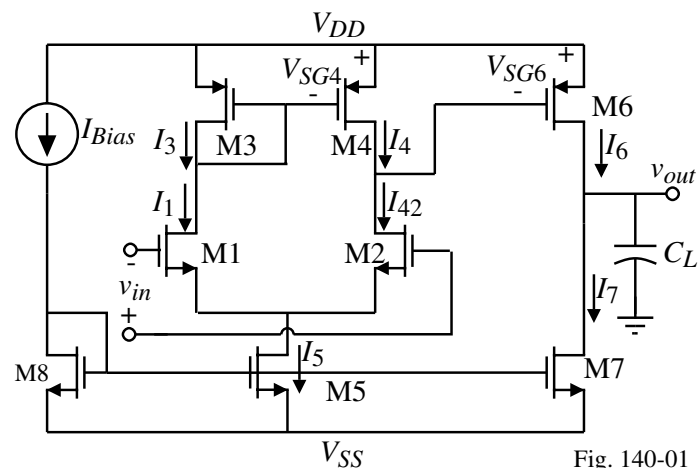 VDD
+
+
VSG4
VSG6
-
-
M6
IBias
I3
M3
M4
I4
I6
vout
I1
I42
M1
M2
CL
-
vin
I7
+
I5
M8
M7
M5
VSS
Fig. 140-01